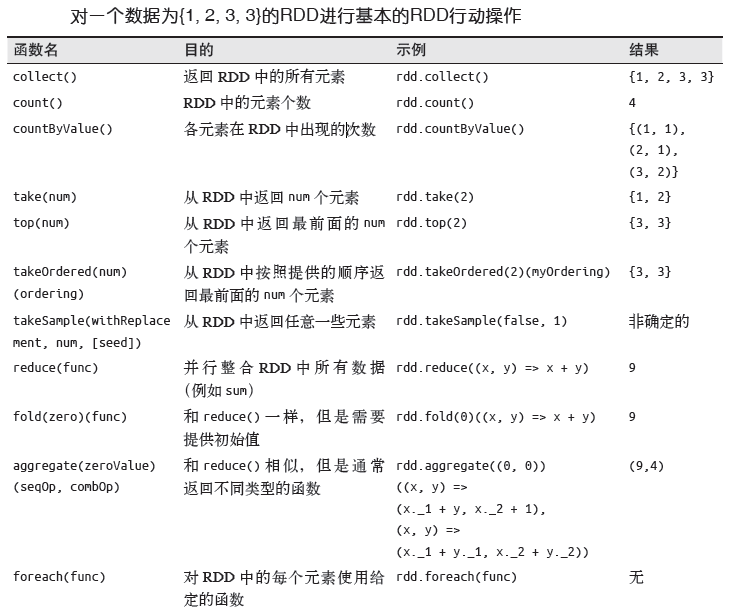 对一个数据为{1, 2, 3, 3}的RDD进行基本的RDD行动操作
函数名 目的 示例 结果
collect() 返回 RDD 中的所有元素 rdd.collect() {1, 2, 3, 3}
count() RDD 中的元素个数 rdd.count() 4
countByValue() 各元素在 RDD 中出现的次数 rdd.countByValue() {(1, 1),
(2, 1),
(3, 2)}
take(num) 从 RDD 中返回 num 个元素 rdd.take(2) {1, 2}
top(num) 从 RDD 中返回最前面的 num rdd.top(2) {3, 3}
个元素
takeOrdered(num) 从 RDD 中按照提供的顺序返 rdd.takeOrdered(2)(myOrdering) {3, 3}
(ordering) 回最前面的 num 个元素
takeSample(withReplace 从 RDD 中返回任意一些元素 rdd.takeSample(false, 1) 非确定的
ment, num, [seed])
reduce(func) 并行整合 RDD 中所有数据 rdd.reduce((x, y) => x + y) 9
（例如 sum）
fold(zero)(func) 和 reduce() 一样，但是需要 rdd.fold(0)((x, y) => x + y) 9
提供初始值
aggregate(zeroValue) 和 reduce() 相似，但是通常 rdd.aggregate((0, 0)) (9,4)
(seqOp, combOp) 返回不同类型的函数 ((x, y) =>
(x._1 + y, x._2 + 1),
(x, y) =>
(x._1 + y._1, x._2 + y._2))
foreach(func) 对 RDD 中的每个元素使用给 rdd.foreach(func) 无
定的函数